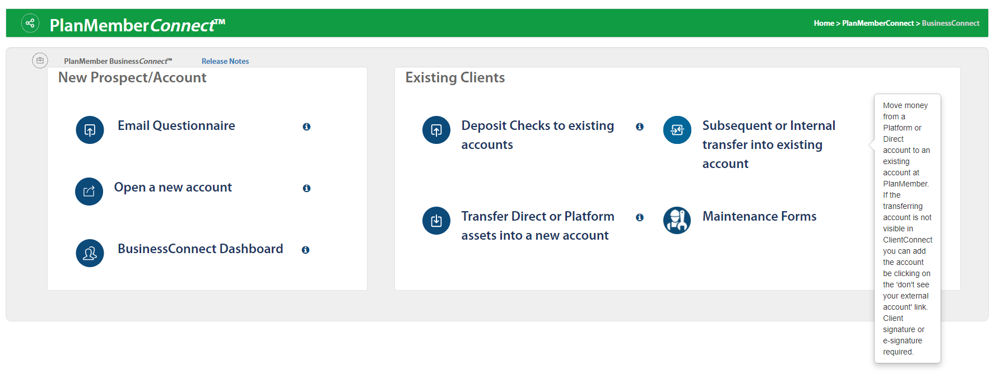 PlanMemberConnect™
Home > PlanMemberConnect > BusinessConnect
PlanMember BusinessConnect™
Release Notes
New Prospect/Account
Email Questionnaire
Open a new account
BusinessConnect Dashboard
Existing Clients
Deposit Checks to existing
accounts
Subsequent or Internal
transfer into existing
account
Transfer Direct or Platform
assets into a new account
Maintenance Forms
Move money
from a
Platform or
Direct
account to an
existing
account at
PlanMember.
If the
transferring
account is not
visible in
ClientConnect
you can add
the account
be clicking on
the 'don't see
your external
account' link.
Client
signature or
e-signature
required.